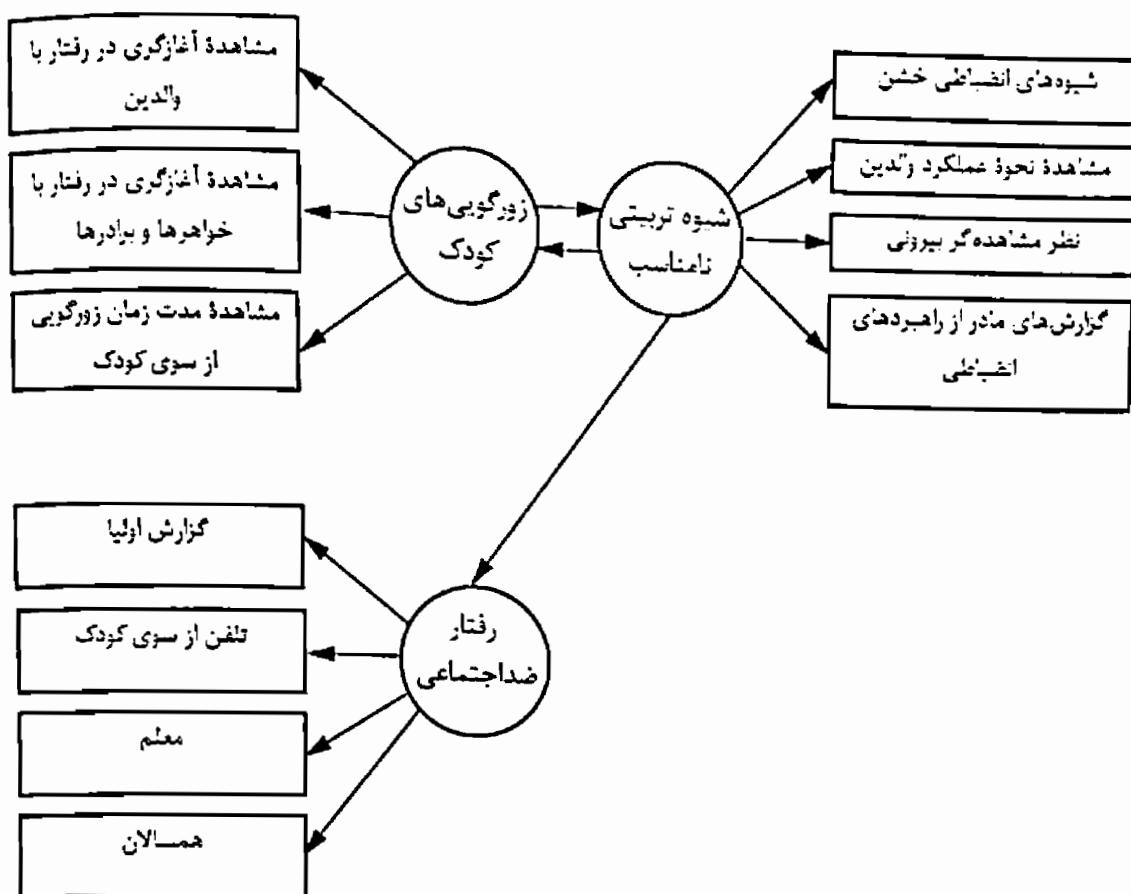 شیوه‌های انضباطی خشن
مشاهدهٔ نحوهٔ عملکرد والدین
نظر مشاهده‌گر بیرونی
گزارش‌های مادر از راهبردهای
انضباطی
شیوه تربیتی
نامناسب
زورگویی‌های
کودک
مشاهدهٔ آغازگری در رفتار با
والدین
مشاهدهٔ آغازگری در رفتار با
خواهرها و برادرها
مشاهدهٔ مدت زمان زورگویی
از سوی کودک
رفتار
ضداجتماعی
گزارش اولیا
تلفن از سوی کودک
معلم
همسالان